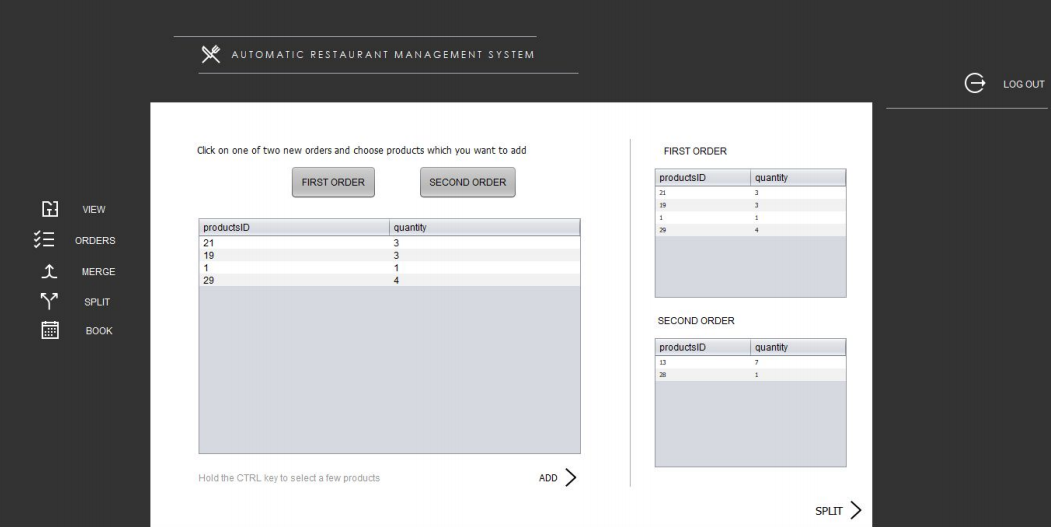 AUTOMATIC RESTAURANT MANAGEMENT SYSTEM
LOG OUT
VIEW
ORDERS
MERGE
SPLIT
BOOK
Click on one of two new orders and choose products which you want to add
FIRST ORDER SECOND ORDER
productsID quantity
21 3
19 3
1 1
29 4
Hold the CTRL key to select a few products
ADD
FIRST ORDER
productsID quantity
21 3
19 3
1 1
29 4
SECOND ORDER
productsID quantity
13 7
28 1
SPLIT